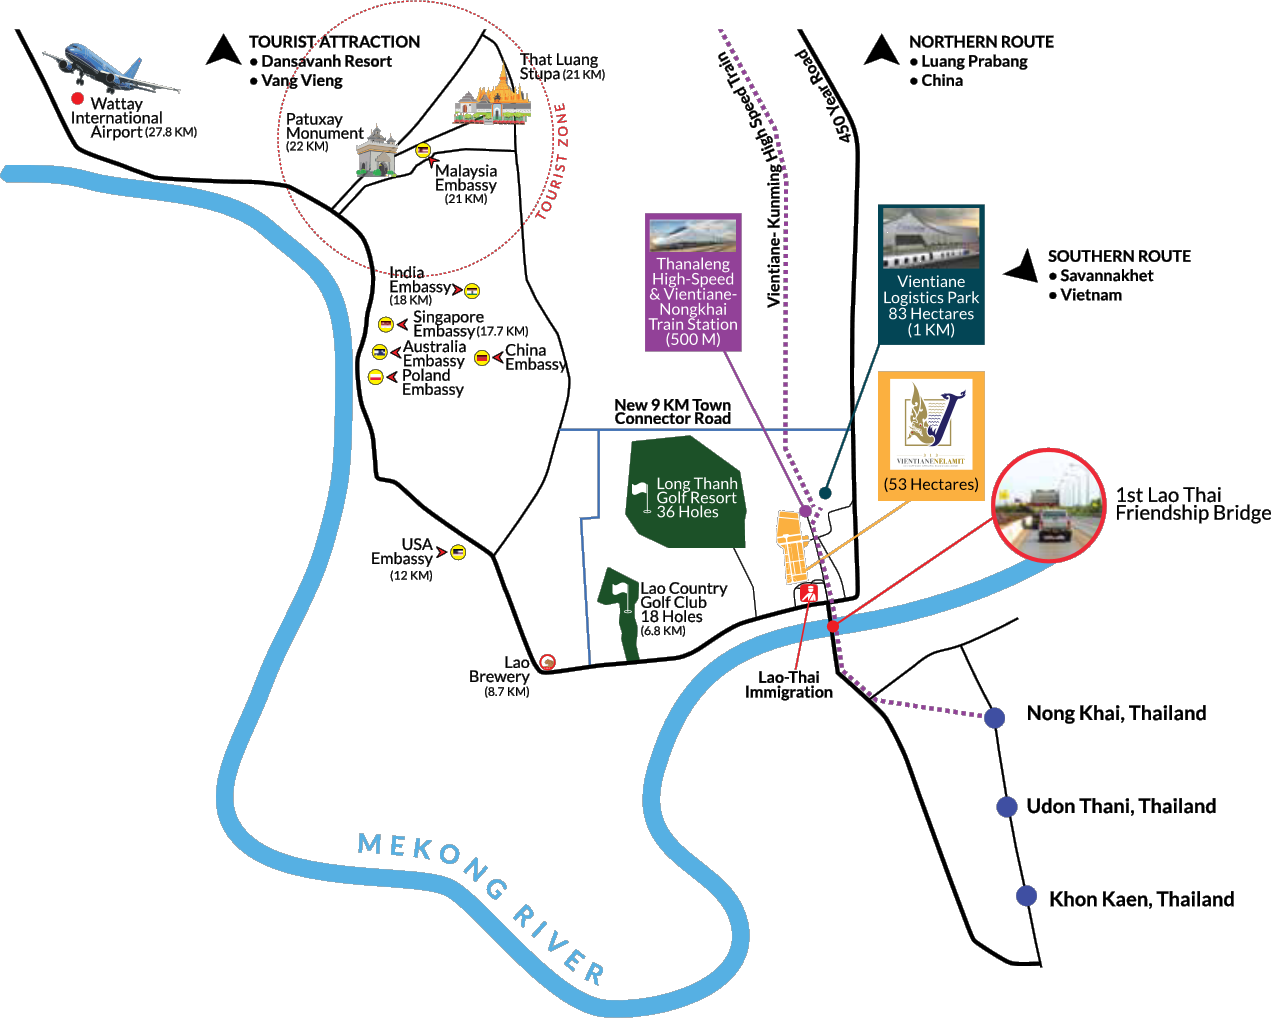 TOURIST ATTRACTION
• Dansavanh Resort
• Vang Vieng
NORTHERN ROUTE
• Luang Prabang
• China
Wattay
International
Airport (27.8 KM)
That Luang
Stupa (21 KM)
Patuxay
Monument
(22 KM)
Malaysia
Embassy
(21 KM)
TOURIST ZONE
Vientiane- Kunming High Speed Train
450 Year Road
SOUTHERN ROUTE
• Savannakhet
• Vietnam
Thanaleng
High-Speed
& Vientiane-
Nongkhai
Train Station
(500 M)
Vientiane
Logistics Park
83 Hectares
(1 KM)
India
Embassy
(18 KM)
Singapore
Embassy (17.7 KM)
Australia
Embassy
China
Embassy
Poland
Embassy
New 9 KM Town
Connector Road
VIENTIANENELAMIT
(53 Hectares)
Long Thanh
Golf Resort
36 Holes
1st Lao Thai
Friendship Bridge
USA
Embassy
(12 KM)
Lao Country
Golf Club
18 Holes
(6.8 KM)
Lao
Brewery
(8.7 KM)
Lao-Thai
Immigration
Nong Khai, Thailand
Udon Thani, Thailand
Khon Kaen, Thailand
MEKONG RIVER